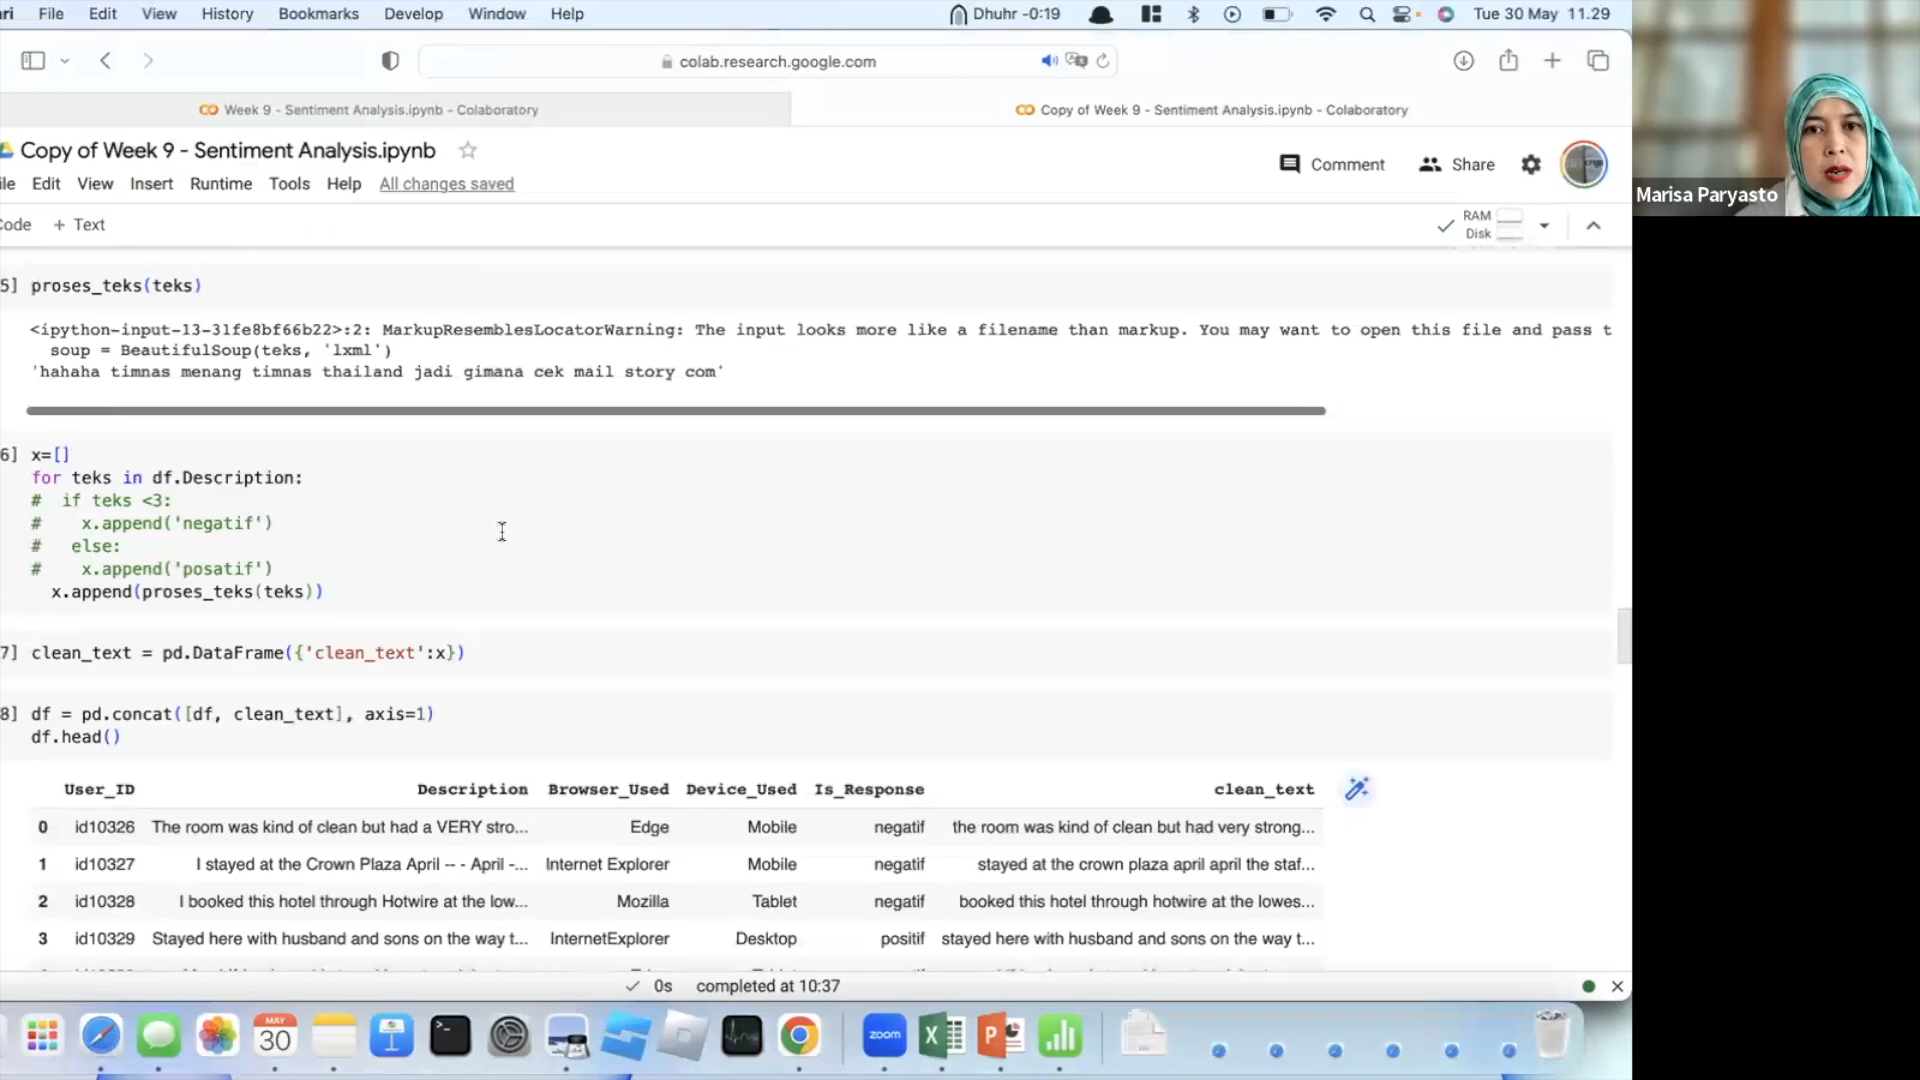 ri File Edit View History Bookmarks Develop Window Help Dhuhr -0:19 Tue 30 May 11.29
colab.research.google.com
Week 9 - Sentiment Analysis.ipynb - Colaboratory
Copy of Week 9 - Sentiment Analysis.ipynb - Colaboratory
Copy of Week 9 - Sentiment Analysis.ipynb
Comment Share
ile Edit View Insert Runtime Tools Help All changes saved
Marisa Paryasto
ode + Text
RAM
Disk
5] proses_teks(teks)
<ipython-input-13-31fe8bf66b22>:2: MarkupResemblesLocatorWarning: The input looks more like a filename than markup. You may want to open this file and pass t
soup = BeautifulSoup(teks, 'lxml')
'hahaha timnas menang timnas thailand jadi gimana cek mail story com'
6] x=[]
for teks in df.Description:
# if teks <3:
# x.append('negatif')
# else:
# x.append('posatif')
x.append(proses_teks(teks))
7] clean_text = pd.DataFrame({'clean_text':x})
8] df = pd.concat([df, clean_text], axis=1)
df.head()
User_ID Description Browser_Used Device_Used Is_Response clean_text
0 id10326 The room was kind of clean but had a VERY stro... Edge Mobile negatif the room was kind of clean but had very strong...
1 id10327 I stayed at the Crown Plaza April -- - April -... Internet Explorer Mobile negatif stayed at the crown plaza april april the staf...
2 id10328 I booked this hotel through Hotwire at the low... Mozilla Tablet negatif booked this hotel through hotwire at the lowes...
3 id10329 Stayed here with husband and sons on the way t... InternetExplorer Desktop positif stayed here with husband and sons on the way t...
0s completed at 10:37
MAY
30
zoom